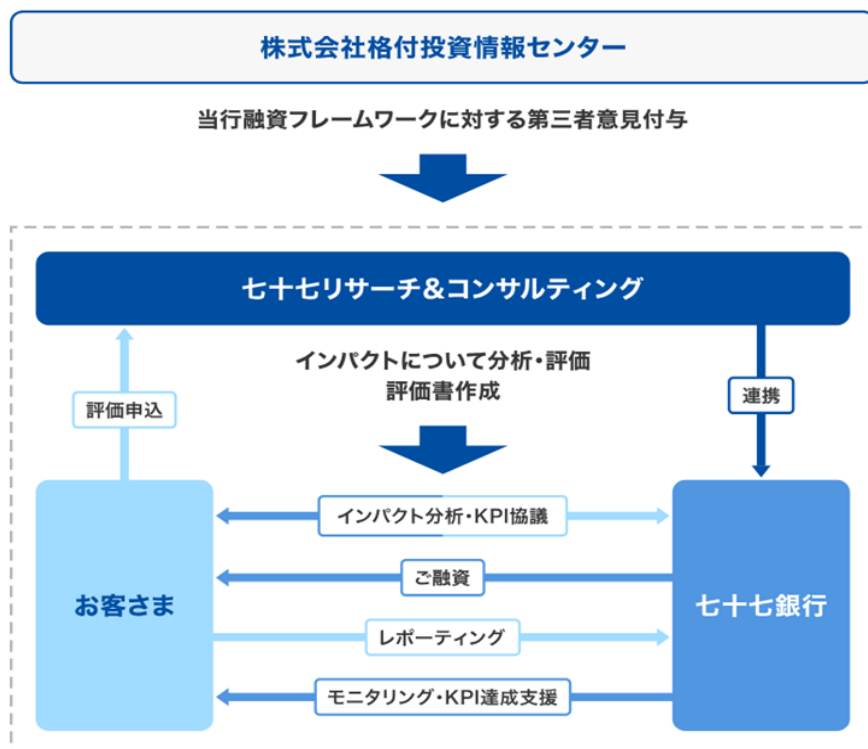 株式会社格付投資情報センター
当行融資フレームワークに対する第三者意見付与
七十七リサーチ&コンサルティング
インパクトについて分析・評価
評価書作成
評価申込
連携
インパクト分析・KPI協議
ご融資
お客さま
七十七銀行
レポーティング
モニタリング・KPI達成支援